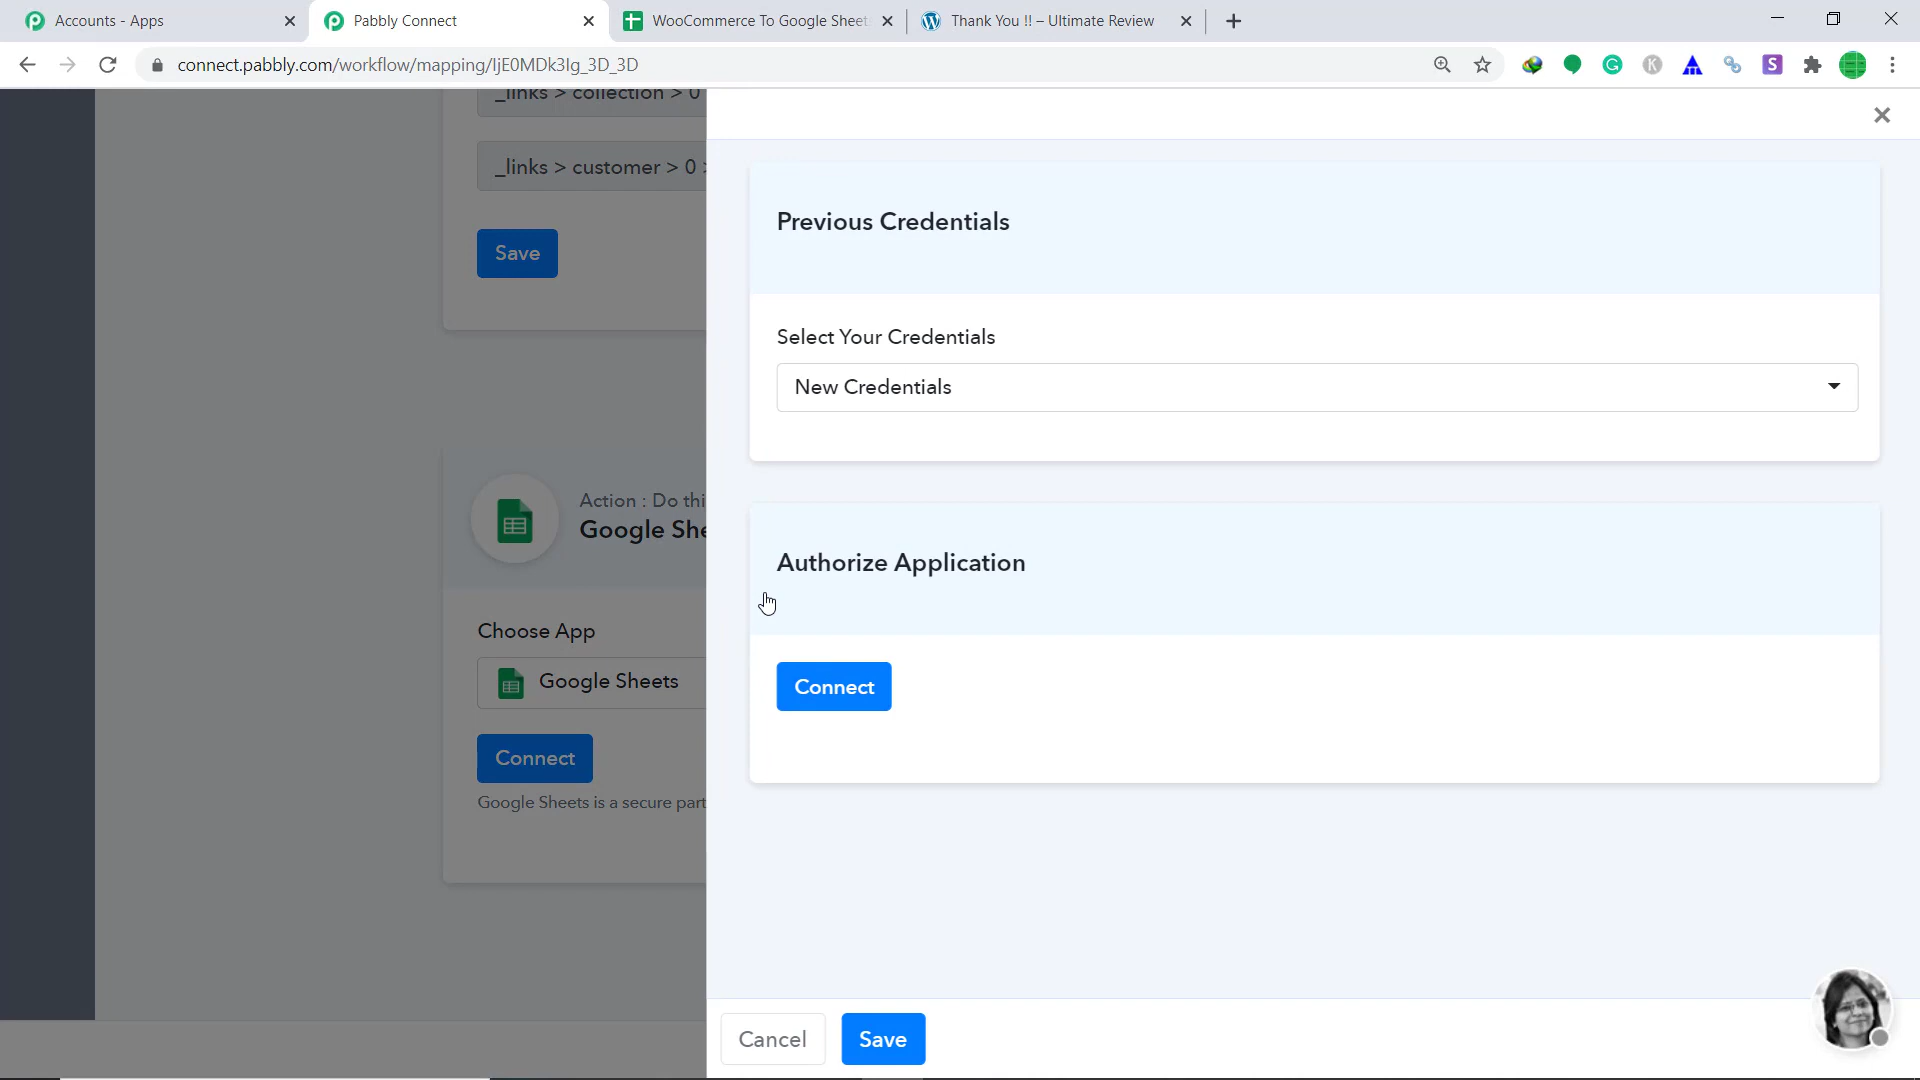 Accounts - Apps
Pabbly Connect
WooCommerce To Google Sheet
Thank You !! – Ultimate Review
connect.pabbly.com/workflow/mapping/IjE0MDk3Ig_3D_3D
_links > collection > 0
_links > customer > 0 >
Save
Previous Credentials
Select Your Credentials
New Credentials
Action : Do thi
Google She
Authorize Application
Choose App
Google Sheets
Connect
Connect
Google Sheets is a secure part
Cancel
Save